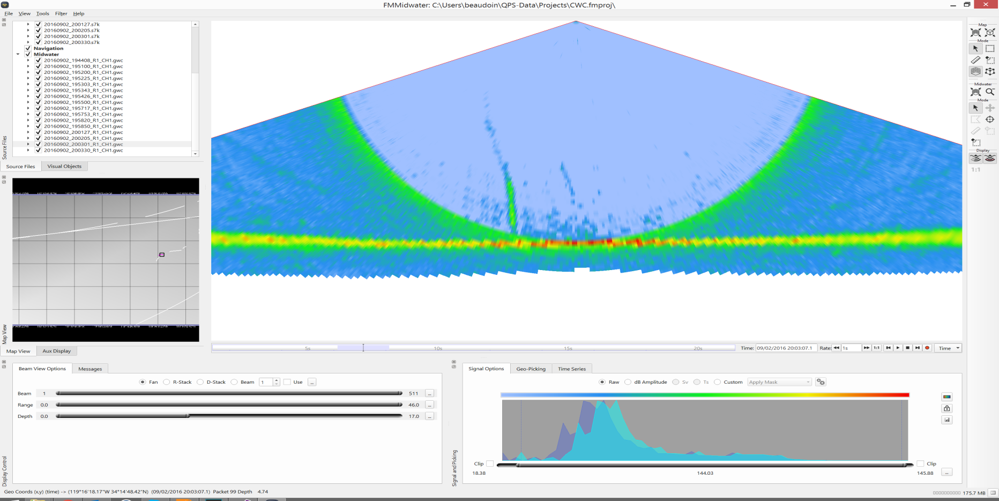 FMMidwater: C:\Users\beaudoin\QPS-Data\Projects\CWC.fmproj\
File View Tools Filter Help
20160902_200127.s7k
20160902_200205.s7k
20160902_200301.s7k
20160902_200330.s7k
Navigation
Midwater
20160902_194408_R1_CH1.gwc
20160902_195100_R1_CH1.gwc
20160902_195200_R1_CH1.gwc
20160902_195225_R1_CH1.gwc
20160902_195303_R1_CH1.gwc
20160902_195343_R1_CH1.gwc
20160902_195426_R1_CH1.gwc
20160902_195500_R1_CH1.gwc
20160902_195717_R1_CH1.gwc
20160902_195753_R1_CH1.gwc
20160902_195820_R1_CH1.gwc
20160902_195850_R1_CH1.gwc
20160902_200127_R1_CH1.gwc
20160902_200205_R1_CH1.gwc
20160902_200301_R1_CH1.gwc
20160902_200330_R1_CH1.gwc
Source Files
Source Files Visual Objects
Map View
Map View Aux Display
Map
Mode
Midwater
Mode
Display
1:1
5s 10s 15s 20s
Time: 09/02/2016 20:03:07.1 Rate: 1s 1:1 Time
Beam View Options Messages
Fan R-Stack D-Stack Beam 1 Use ...
Beam 1 511 ...
Range 0.0 46.0 ...
Depth 0.0 17.0 ...
Display Control
Signal Options Geo-Picking Time Series
Raw dB Amplitude Sv Ts Custom Apply Mask
Clip Clip
18.38 144.03 145.88 ...
Signal and Picking
Geo Coords (x,y) (time) -> (119°16'18.17"W 34°14'48.42"N) (09/02/2016 20:03:07.1) Packet 99 Depth 4.74
175.7 MB